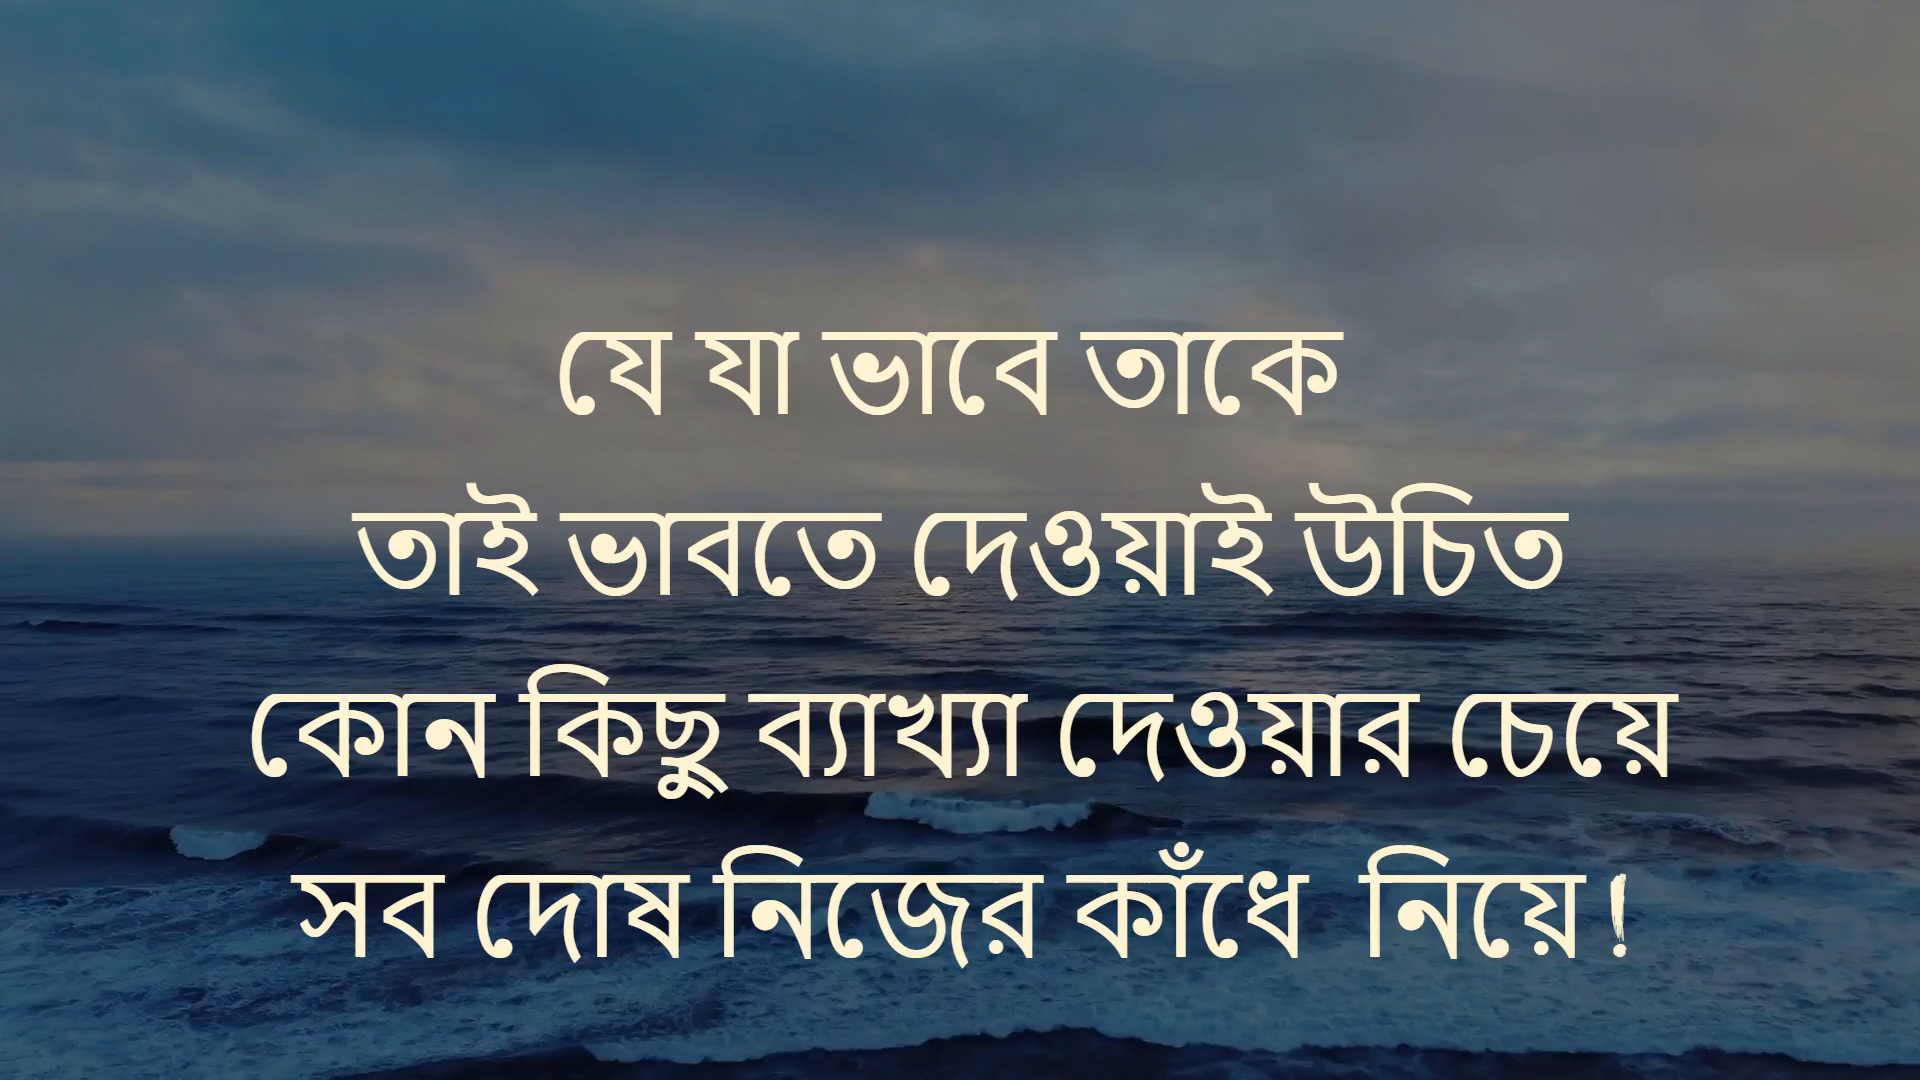 যে যা ভাবে তাকে
তাই ভাবতে দেওয়াই উচিত
কোন কিছু ব্যাখ্যা দেওয়ার চেয়ে
সব দোষ নিজের কাঁধে নিয়ে!